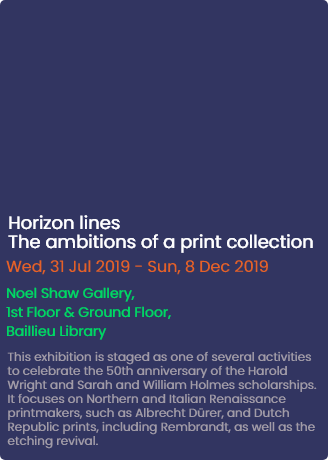 Horizon lines
The ambitions of a print collection
Wed, 31 Jul 2019 - Sun, 8 Dec 2019
Noel Shaw Gallery,
1st Floor & Ground Floor,
Baillieu Library
This exhibition is staged as one of several activities
to celebrate the 50th anniversary of the Harold
Wright and Sarah and William Holmes scholarships.
It focuses on Northern and Italian Renaissance
printmakers, such as Albrecht Dürer, and Dutch
Republic prints, including Rembrandt, as well as the
etching revival.